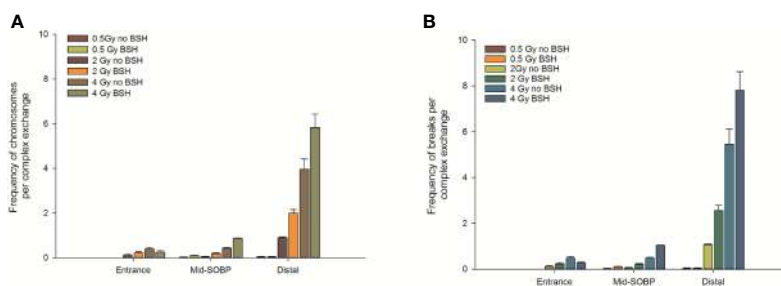 A
10
8
6
4
2
0
Frequency of chromosomes
per complex exchange
0.5Gy no BSH
0.5 Gy BSH
2 Gy no BSH
2 Gy BSH
4 Gy no BSH
4 Gy BSH
Entrance
Mid-SOBP
Distal
B
10
8
6
4
2
0
Frequency of breaks per
complex exchange
0.5 Gy no BSH
0.5 Gy BSH
2Gy no BSH
2 Gy BSH
4 Gy no BSH
4 Gy BSH
Entrance
Mid-SOBP
Distal